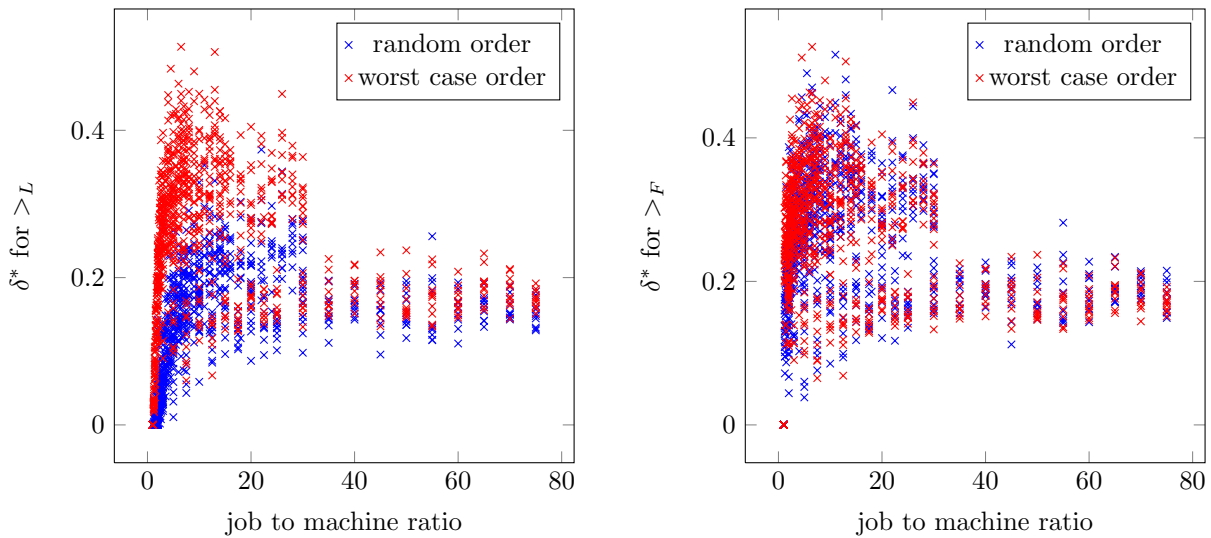 random order
worst case order
0.4
0.2
0
δ* for >L
0 20 40 60 80
job to machine ratio
random order
worst case order
0.4
0.2
0
δ* for >F
0 20 40 60 80
job to machine ratio